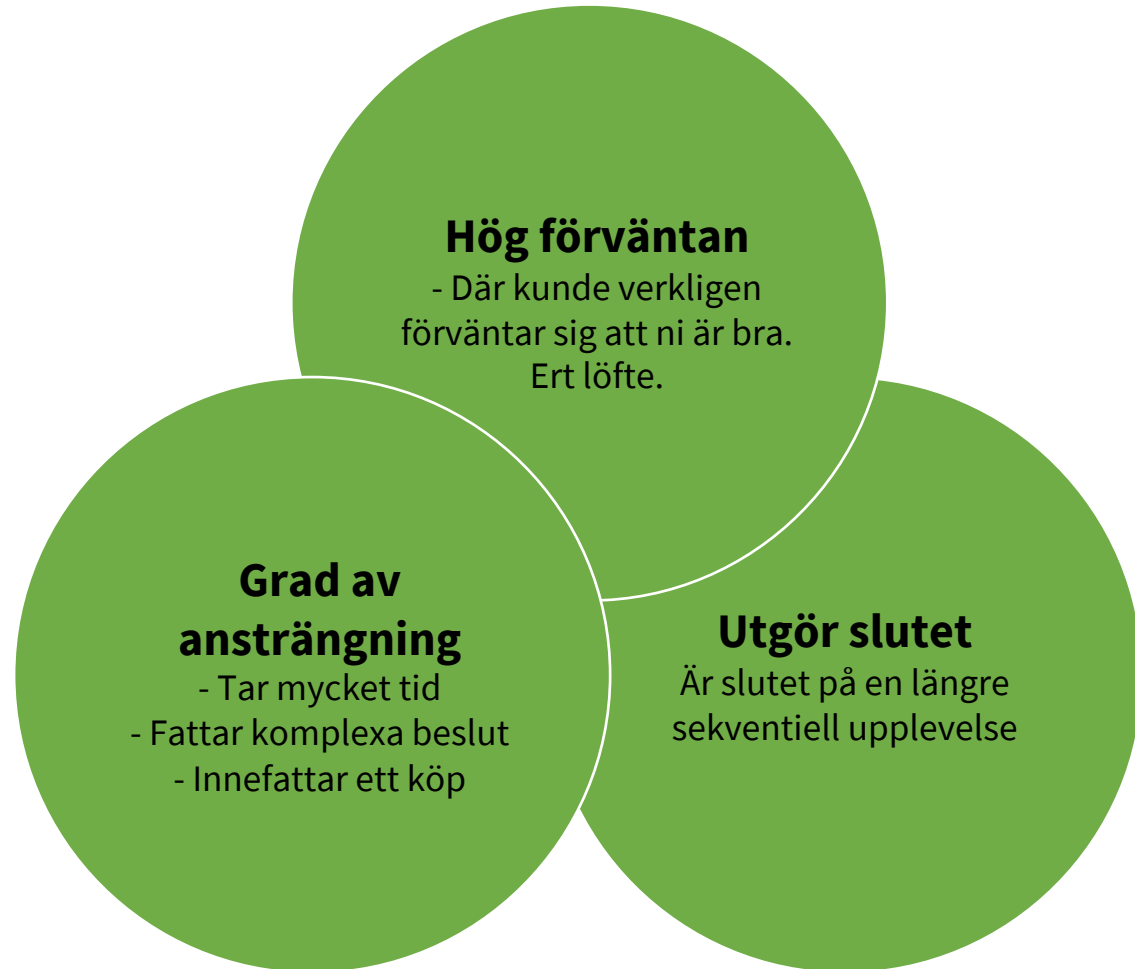 Hög förväntan
- Där kunde verkligen
förväntar sig att ni är bra.
Ert löfte.
Grad av
ansträngning
- Tar mycket tid
- Fattar komplexa beslut
- Innefattar ett köp
Utgör slutet
Är slutet på en längre
sekventiell upplevelse